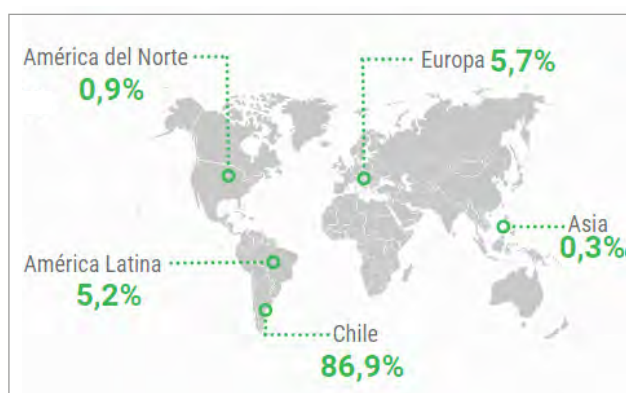 América del Norte
0,9%
Europa 5,7%
Asia
0,3%
América Latina
5,2%
Chile
86,9%